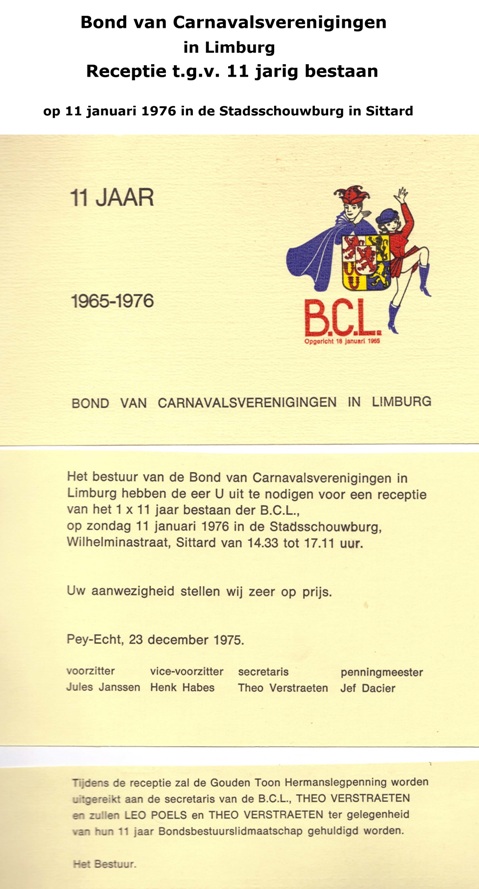 Bond van Carnavalsverenigingen
in Limburg
Receptie t.g.v. 11 jarig bestaan
op 11 januari 1976 in de Stadsschouwburg in Sittard
11 JAAR
1965-1976
B.C.L.
Opgericht 18 januari 1965
BOND VAN CARNAVALSVERENIGINGEN IN LIMBURG
Het bestuur van de Bond van Carnavalsverenigingen in
Limburg hebben de eer U uit te nodigen voor een receptie
van het 1 x 11 jaar bestaan der B.C.L.,
op zondag 11 januari 1976 in de Stadsschouwburg,
Wilhelminastraat, Sittard van 14.33 tot 17.11 uur.
Uw aanwezigheid stellen wij zeer op prijs.
Pey-Echt, 23 december 1975.
voorzitter vice-voorzitter secretaris penningmeester
Jules Janssen Henk Habes Theo Verstraeten Jef Dacier
Tijdens de receptie zal de Gouden Toon Hermanslegpenning worden
uitgereikt aan de secretaris van de B.C.L., THEO VERSTRAETEN
en zullen LEO POELS en THEO VERSTRAETEN ter gelegenheid
van hun 11 jaar Bondsbestuurslidmaatschap gehuldigd worden.
Het Bestuur.